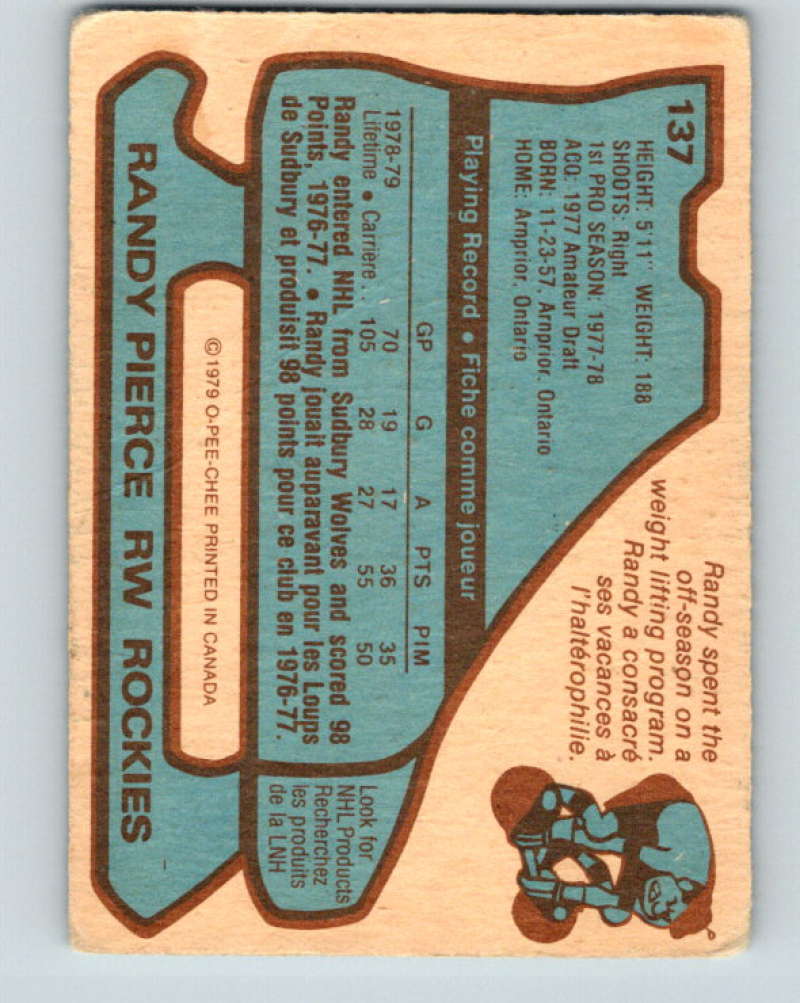 137
HEIGHT: 5'11" WEIGHT: 188
SHOOTS: Right
1st PRO SEASON: 1977-78
ACQ: 1977 Amateur Draft
BORN: 11-23-57, Arnprior, Ontario
HOME: Arnprior, Ontario
Randy spent the
off-season on a
weight lifting program.
Randy a consacré
ses vacances à
l'haltérophilie.
Playing Record • Fiche comme joueur
GP G A PTS PIM
1978-79 70 19 17 36 35
Lifetime • Carrière... 105 28 27 55 50
Randy entered NHL from Sudbury Wolves and scored 98
Points, 1976-77. • Randy jouait auparavant pour les Loups
de Sudbury et produisit 98 points pour ce club en 1976-77.
Look for
NHL Products
Recherchez
les produits
de la LNH
©1979 O-PEE-CHEE PRINTED IN CANADA
RANDY PIERCE RW ROCKIES